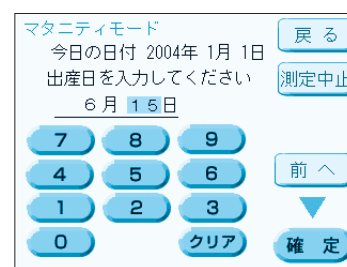 マタニティモード
今日の日付 2004年 1月 1日
出産日を入力してください
6月 15日
戻る
測定中止
7 8 9
4 5 6
1 2 3
0 クリア
前へ
確定